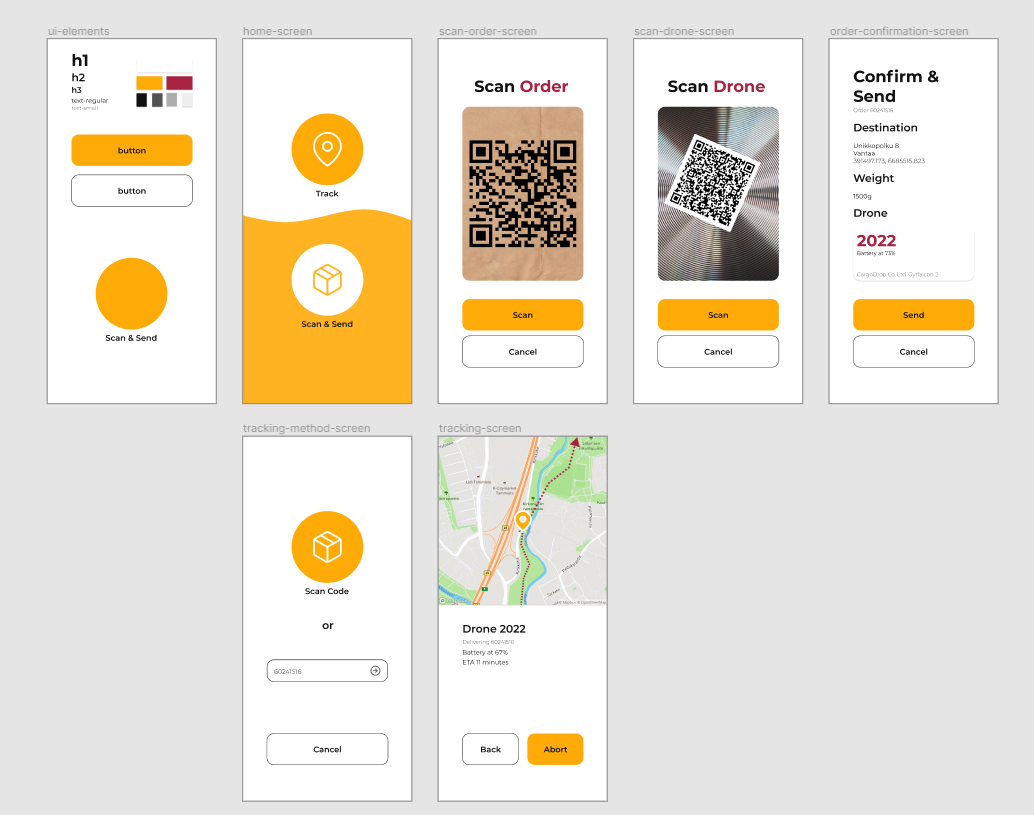 ui-elements
h1
h2
h3
text-regular
text-small
button
button
Scan & Send
home-screen
Track
Scan & Send
scan-order-screen
Scan Order
Scan
Cancel
scan-drone-screen
Scan Drone
Scan
Cancel
order-confirmation-screen
Confirm &
Send
Order 60241516
Destination
Unikkopolku 8
Vantaa
391497.173, 6685515.823
Weight
1500g
Drone
2022
Battery at 73%
CargoDrop Co Ltd Gyrfalcon 2
Send
Cancel
tracking-method-screen
Scan Code
or
60241516
Cancel
tracking-screen
Drone 2022
Delivering 60241516
Battery at 67%
ETA 11 minutes
Back
Abort